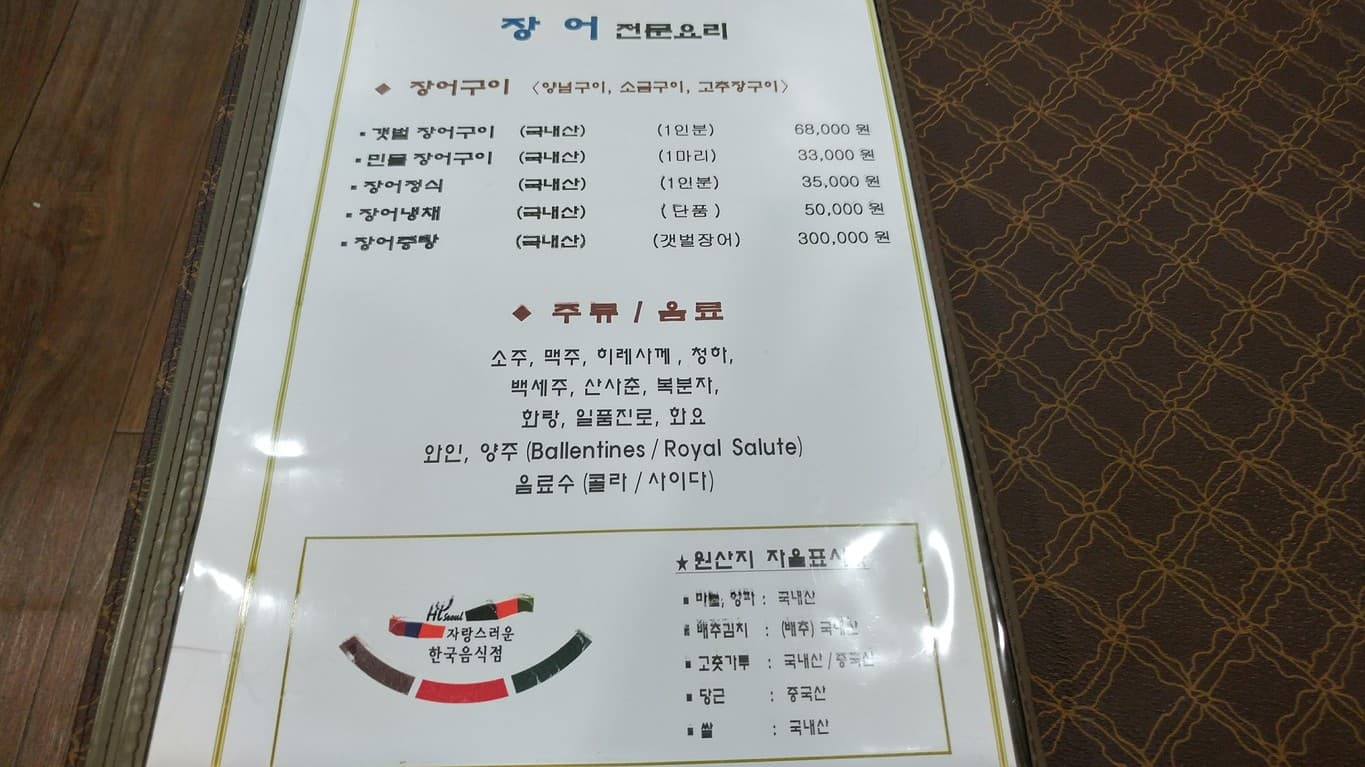 장 어 전문요리
◆ 장어구이 〈양념구이, 소금구이, 고추장구이〉
▪ 갯벌 장어구이 (국내산) (1인분) 68,000 원
▪ 민물 장어구이 (국내산) (1마리) 33,000 원
▪ 장어정식 (국내산) (1인분) 35,000 원
▪ 장어냉채 (국내산) ( 단품 ) 50,000 원
▪ 장어중탕 (국내산) (갯벌장어) 300,000 원
◆ 주류 / 음료
소주, 맥주, 히레사께 , 청하,
백세주, 산사춘, 복분자,
화랑, 일품진로, 화요
와인, 양주 (Ballentines / Royal Salute)
음료수 (콜라 / 사이다)
Hi Seoul
자랑스러운
한국음식점
★원산지 자율표시
▪ 마늘, 양파 : 국내산
▪ 배추김치 : (배추) 국내산
▪ 고춧가루 : 국내산 / 중국산
▪ 당근 : 중국산
▪ 쌀 : 국내산